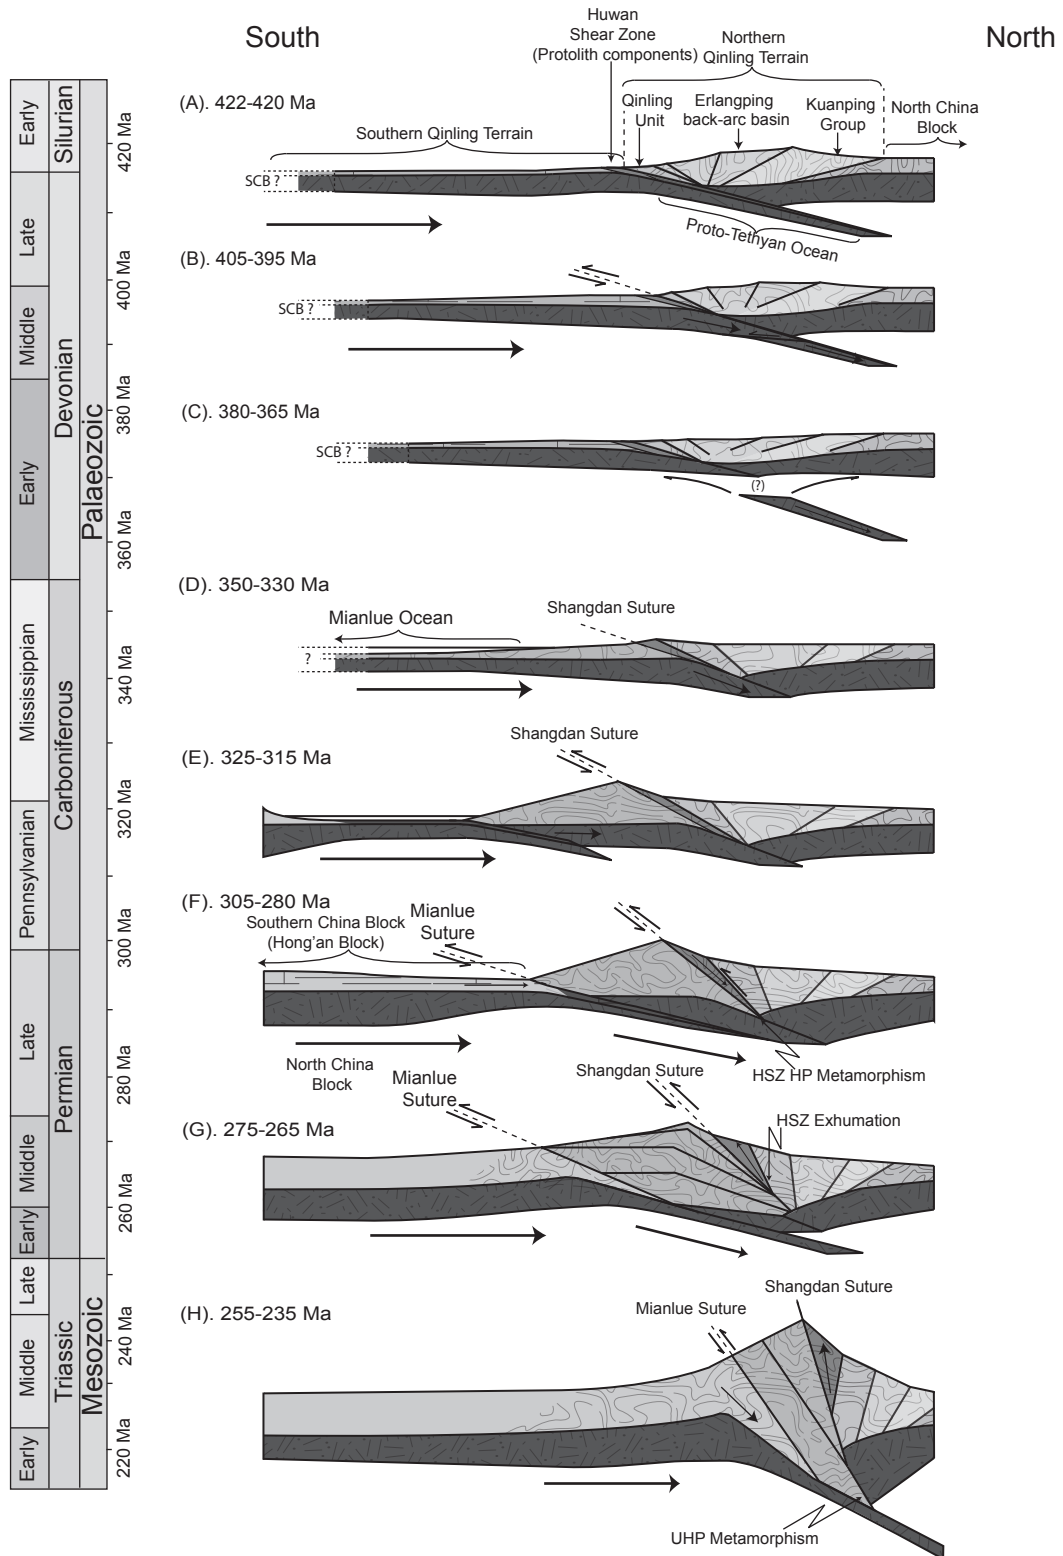 South
North
Huwan
Shear Zone
(Protolith components)
Northern
Qinling Terrain
(A). 422-420 Ma
Southern Qinling Terrain
Qinling
Unit
Erlangping
back-arc basin
Kuanping
Group
North China
Block
SCB ?
Proto-Tethyan Ocean
(B). 405-395 Ma
SCB ?
(C). 380-365 Ma
SCB ?
(?)
(D). 350-330 Ma
Mianlue Ocean
Shangdan Suture
?
(E). 325-315 Ma
Shangdan Suture
(F). 305-280 Ma
Southern China Block
(Hong'an Block)
Mianlue
Suture
North China
Block
HSZ HP Metamorphism
(G). 275-265 Ma
Mianlue
Suture
Shangdan Suture
HSZ Exhumation
(H). 255-235 Ma
Mianlue Suture
Shangdan Suture
UHP Metamorphism
Early
Late
Middle
Early
Mississippian
Pennsylvanian
Late
Middle
Early
Late
Middle
Early
Silurian
Devonian
Carboniferous
Permian
Triassic
Palaeozoic
Mesozoic
420 Ma
400 Ma
380 Ma
360 Ma
340 Ma
320 Ma
300 Ma
280 Ma
260 Ma
240 Ma
220 Ma